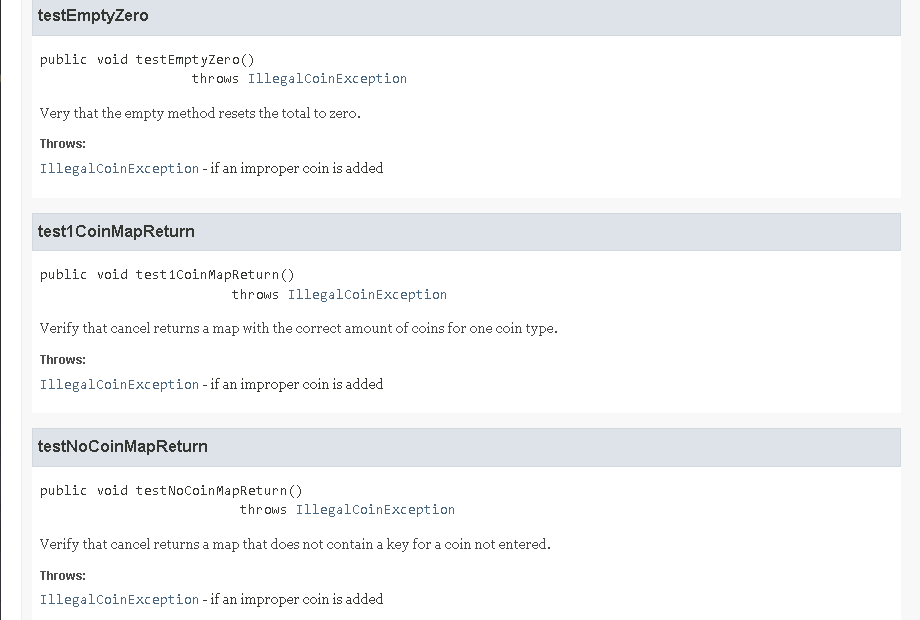 testEmptyZero
public void testEmptyZero()
throws IllegalCoinException
Very that the empty method resets the total to zero.
Throws:
IllegalCoinException - if an improper coin is added
test1CoinMapReturn
public void test1CoinMapReturn()
throws IllegalCoinException
Verify that cancel returns a map with the correct amount of coins for one coin type.
Throws:
IllegalCoinException - if an improper coin is added
testNoCoinMapReturn
public void testNoCoinMapReturn()
throws IllegalCoinException
Verify that cancel returns a map that does not contain a key for a coin not entered.
Throws:
IllegalCoinException - if an improper coin is added